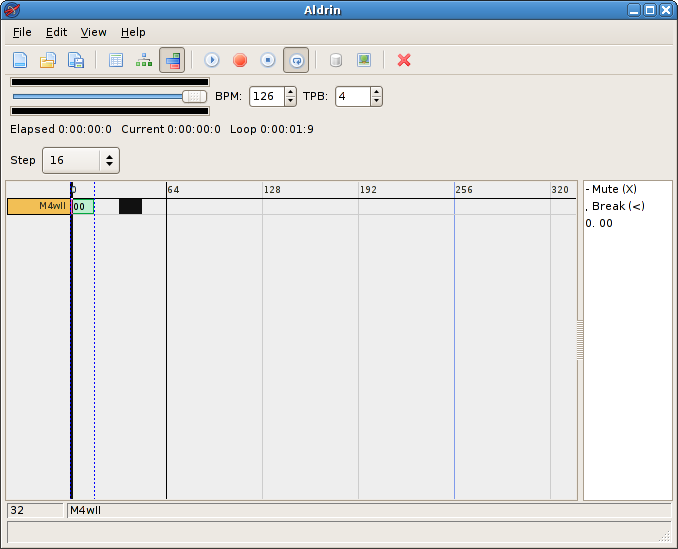 Aldrin
File Edit View Help
BPM: 126 TPB: 4
Elapsed 0:00:00:0 Current 0:00:00:0 Loop 0:00:01:9
Step 16
0 64 128 192 256 320
M4wII 00
- Mute (X)
, Break (<)
0. 00
32 M4wII